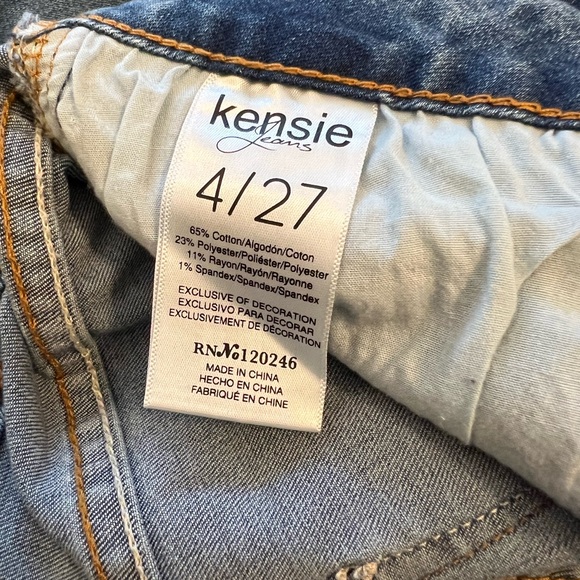 kensie
Jeans
4/27
65% Cotton/Algodón/Coton
23% Polyester/Poliéster/Polyester
11% Rayon/Rayón/Rayonne
1% Spandex/Spandex/Spandex
EXCLUSIVE OF DECORATION
EXCLUSIVO PARA DECORAR
EXCLUSIVEMENT DE DÉCORATION
RN№120246
MADE IN CHINA
HECHO EN CHINA
FABRIQUÉ EN CHINE